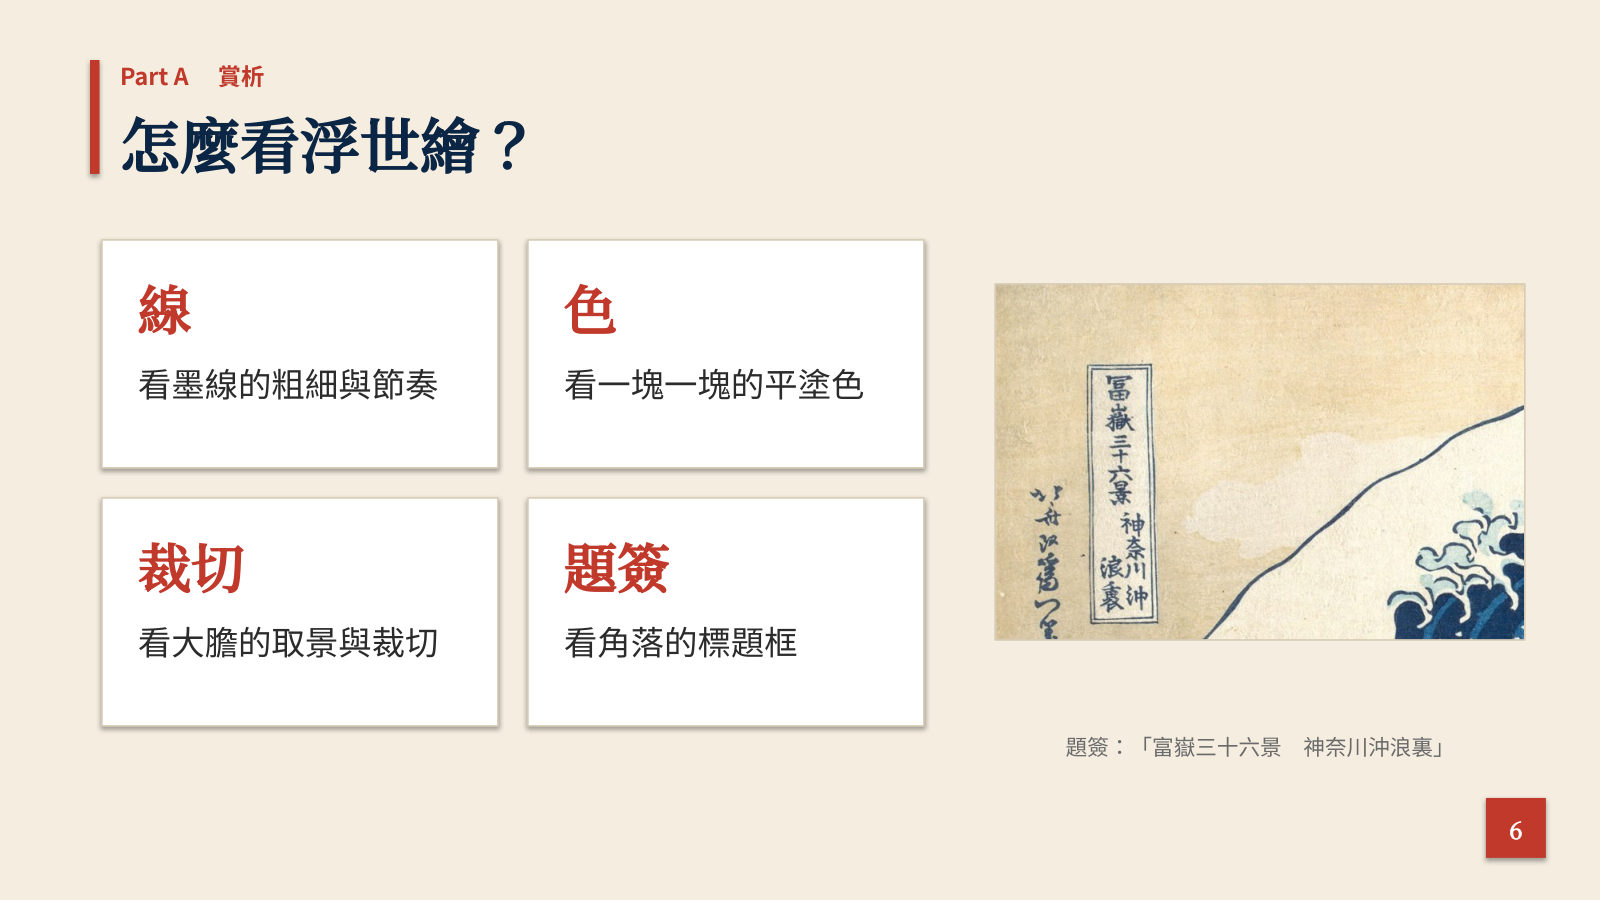 Part A 賞析
怎麼看浮世繪？
線
看墨線的粗細與節奏
色
看一塊一塊的平塗色
裁切
看大膽的取景與裁切
題簽
看角落的標題框
冨嶽三十六景
神奈川沖
浪裏
題簽：「富嶽三十六景　神奈川沖浪裏」
6